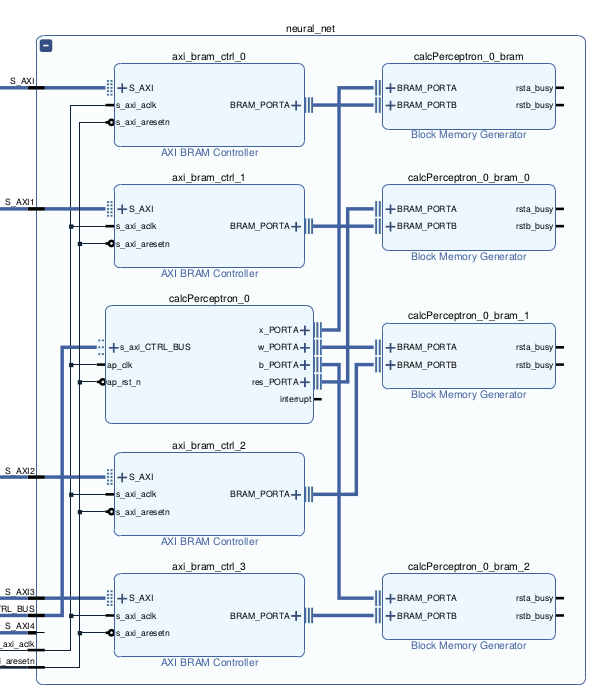 neural_net
axi_bram_ctrl_0
S_AXI
S_AXI
s_axi_aclk
s_axi_aresetn
BRAM_PORTA
AXI BRAM Controller
calcPerceptron_0_bram
BRAM_PORTA
BRAM_PORTB
rsta_busy
rstb_busy
Block Memory Generator
axi_bram_ctrl_1
S_AXI1
S_AXI
s_axi_aclk
s_axi_aresetn
BRAM_PORTA
AXI BRAM Controller
calcPerceptron_0_bram_0
BRAM_PORTA
BRAM_PORTB
rsta_busy
rstb_busy
Block Memory Generator
calcPerceptron_0
s_axi_CTRL_BUS
ap_clk
ap_rst_n
x_PORTA
w_PORTA
b_PORTA
res_PORTA
interrupt
calcPerceptron_0_bram_1
BRAM_PORTA
BRAM_PORTB
rsta_busy
rstb_busy
Block Memory Generator
axi_bram_ctrl_2
S_AXI2
S_AXI
s_axi_aclk
s_axi_aresetn
BRAM_PORTA
AXI BRAM Controller
axi_bram_ctrl_3
S_AXI3
TRL_BUS
S_AXI4
_axi_aclk
i_aresetn
S_AXI
s_axi_aclk
s_axi_aresetn
BRAM_PORTA
AXI BRAM Controller
calcPerceptron_0_bram_2
BRAM_PORTA
BRAM_PORTB
rsta_busy
rstb_busy
Block Memory Generator